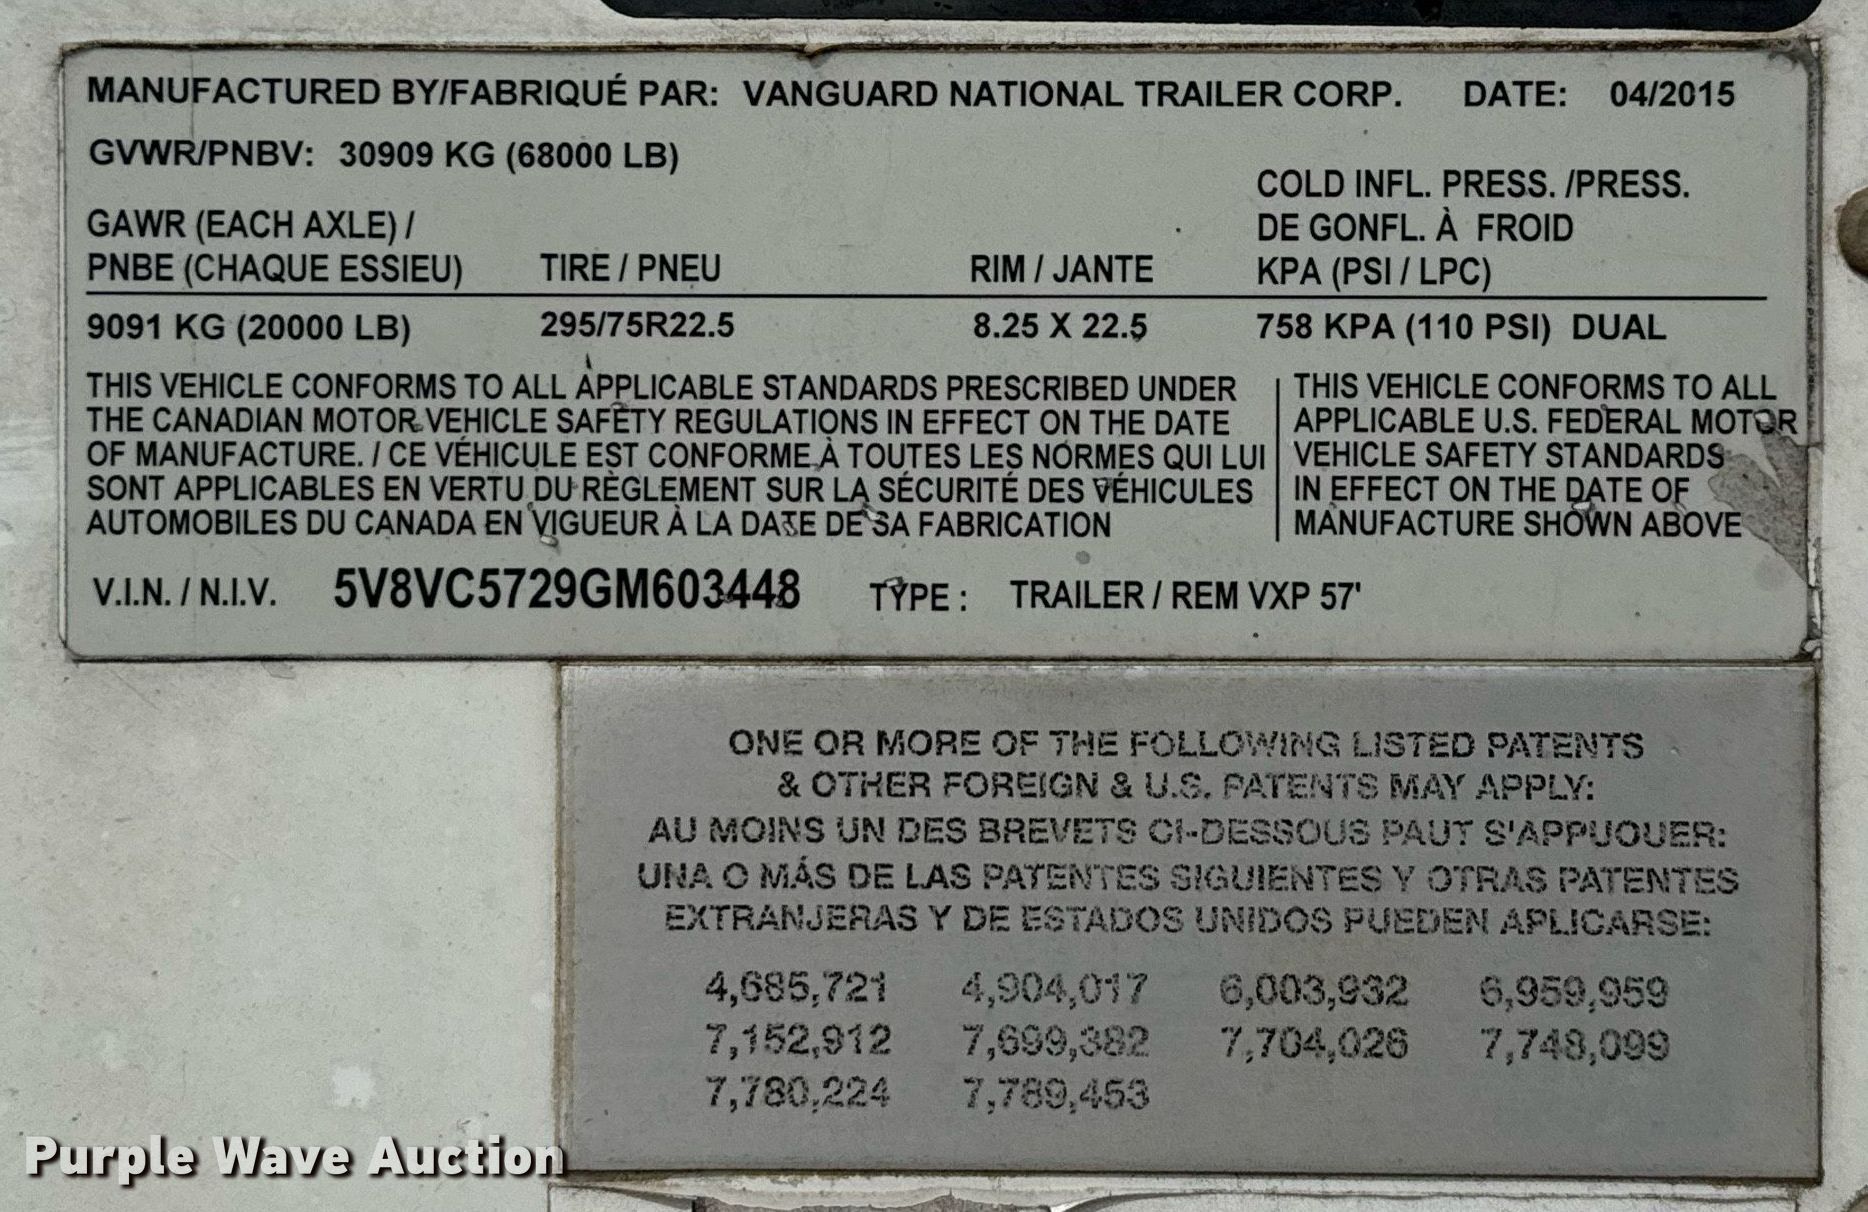 MANUFACTURED BY/FABRIQUÉ PAR: VANGUARD NATIONAL TRAILER CORP. DATE: 04/2015
GVWR/PNBV: 30909 KG (68000 LB)
COLD INFL. PRESS. /PRESS.
GAWR (EACH AXLE) / DE GONFL. À FROID
PNBE (CHAQUE ESSIEU) TIRE / PNEU RIM / JANTE KPA (PSI / LPC)
9091 KG (20000 LB) 295/75R22.5 8.25 X 22.5 758 KPA (110 PSI) DUAL
THIS VEHICLE CONFORMS TO ALL APPLICABLE STANDARDS PRESCRIBED UNDER
THE CANADIAN MOTOR VEHICLE SAFETY REGULATIONS IN EFFECT ON THE DATE
OF MANUFACTURE. / CE VÉHICULE EST CONFORME À TOUTES LES NORMES QUI LUI
SONT APPLICABLES EN VERTU DU RÈGLEMENT SUR LA SÉCURITÉ DES VÉHICULES
AUTOMOBILES DU CANADA EN VIGUEUR À LA DATE DE SA FABRICATION
THIS VEHICLE CONFORMS TO ALL
APPLICABLE U.S. FEDERAL MOTOR
VEHICLE SAFETY STANDARDS
IN EFFECT ON THE DATE OF
MANUFACTURE SHOWN ABOVE
V.I.N. / N.I.V. 5V8VC5729GM603448 TYPE : TRAILER / REM VXP 57'
ONE OR MORE OF THE FOLLOWING LISTED PATENTS
& OTHER FOREIGN & U.S. PATENTS MAY APPLY:
AU MOINS UN DES BREVETS CI-DESSOUS PAUT S'APPUOUER:
UNA O MÁS DE LAS PATENTES SIGUIENTES Y OTRAS PATENTES
EXTRANJERAS Y DE ESTADOS UNIDOS PUEDEN APLICARSE:
4,685,721 4,904,017 6,003,932 6,959,959
7,152,912 7,699,382 7,704,026 7,748,099
7,780,224 7,789,453
Purple Wave Auction